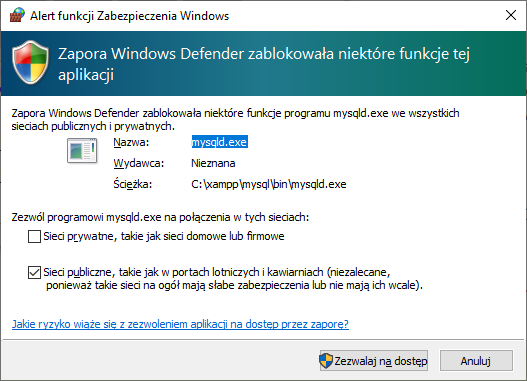 Alert funkcji Zabezpieczenia Windows
Zapora Windows Defender zablokowała niektóre funkcje tej
aplikacji
Zapora Windows Defender zablokowała niektóre funkcje programu mysqld.exe we wszystkich
sieciach publicznych i prywatnych.
Nazwa: mysqld.exe
Wydawca: Nieznana
Ścieżka: C:\xampp\mysql\bin\mysqld.exe
Zezwól programowi mysqld.exe na połączenia w tych sieciach:
Sieci prywatne, takie jak sieci domowe lub firmowe
Sieci publiczne, takie jak w portach lotniczych i kawiarniach (niezalecane,
ponieważ takie sieci na ogół mają słabe zabezpieczenia lub nie mają ich wcale).
Jakie ryzyko wiąże się z zezwoleniem aplikacji na dostęp przez zaporę?
Zezwalaj na dostęp Anuluj